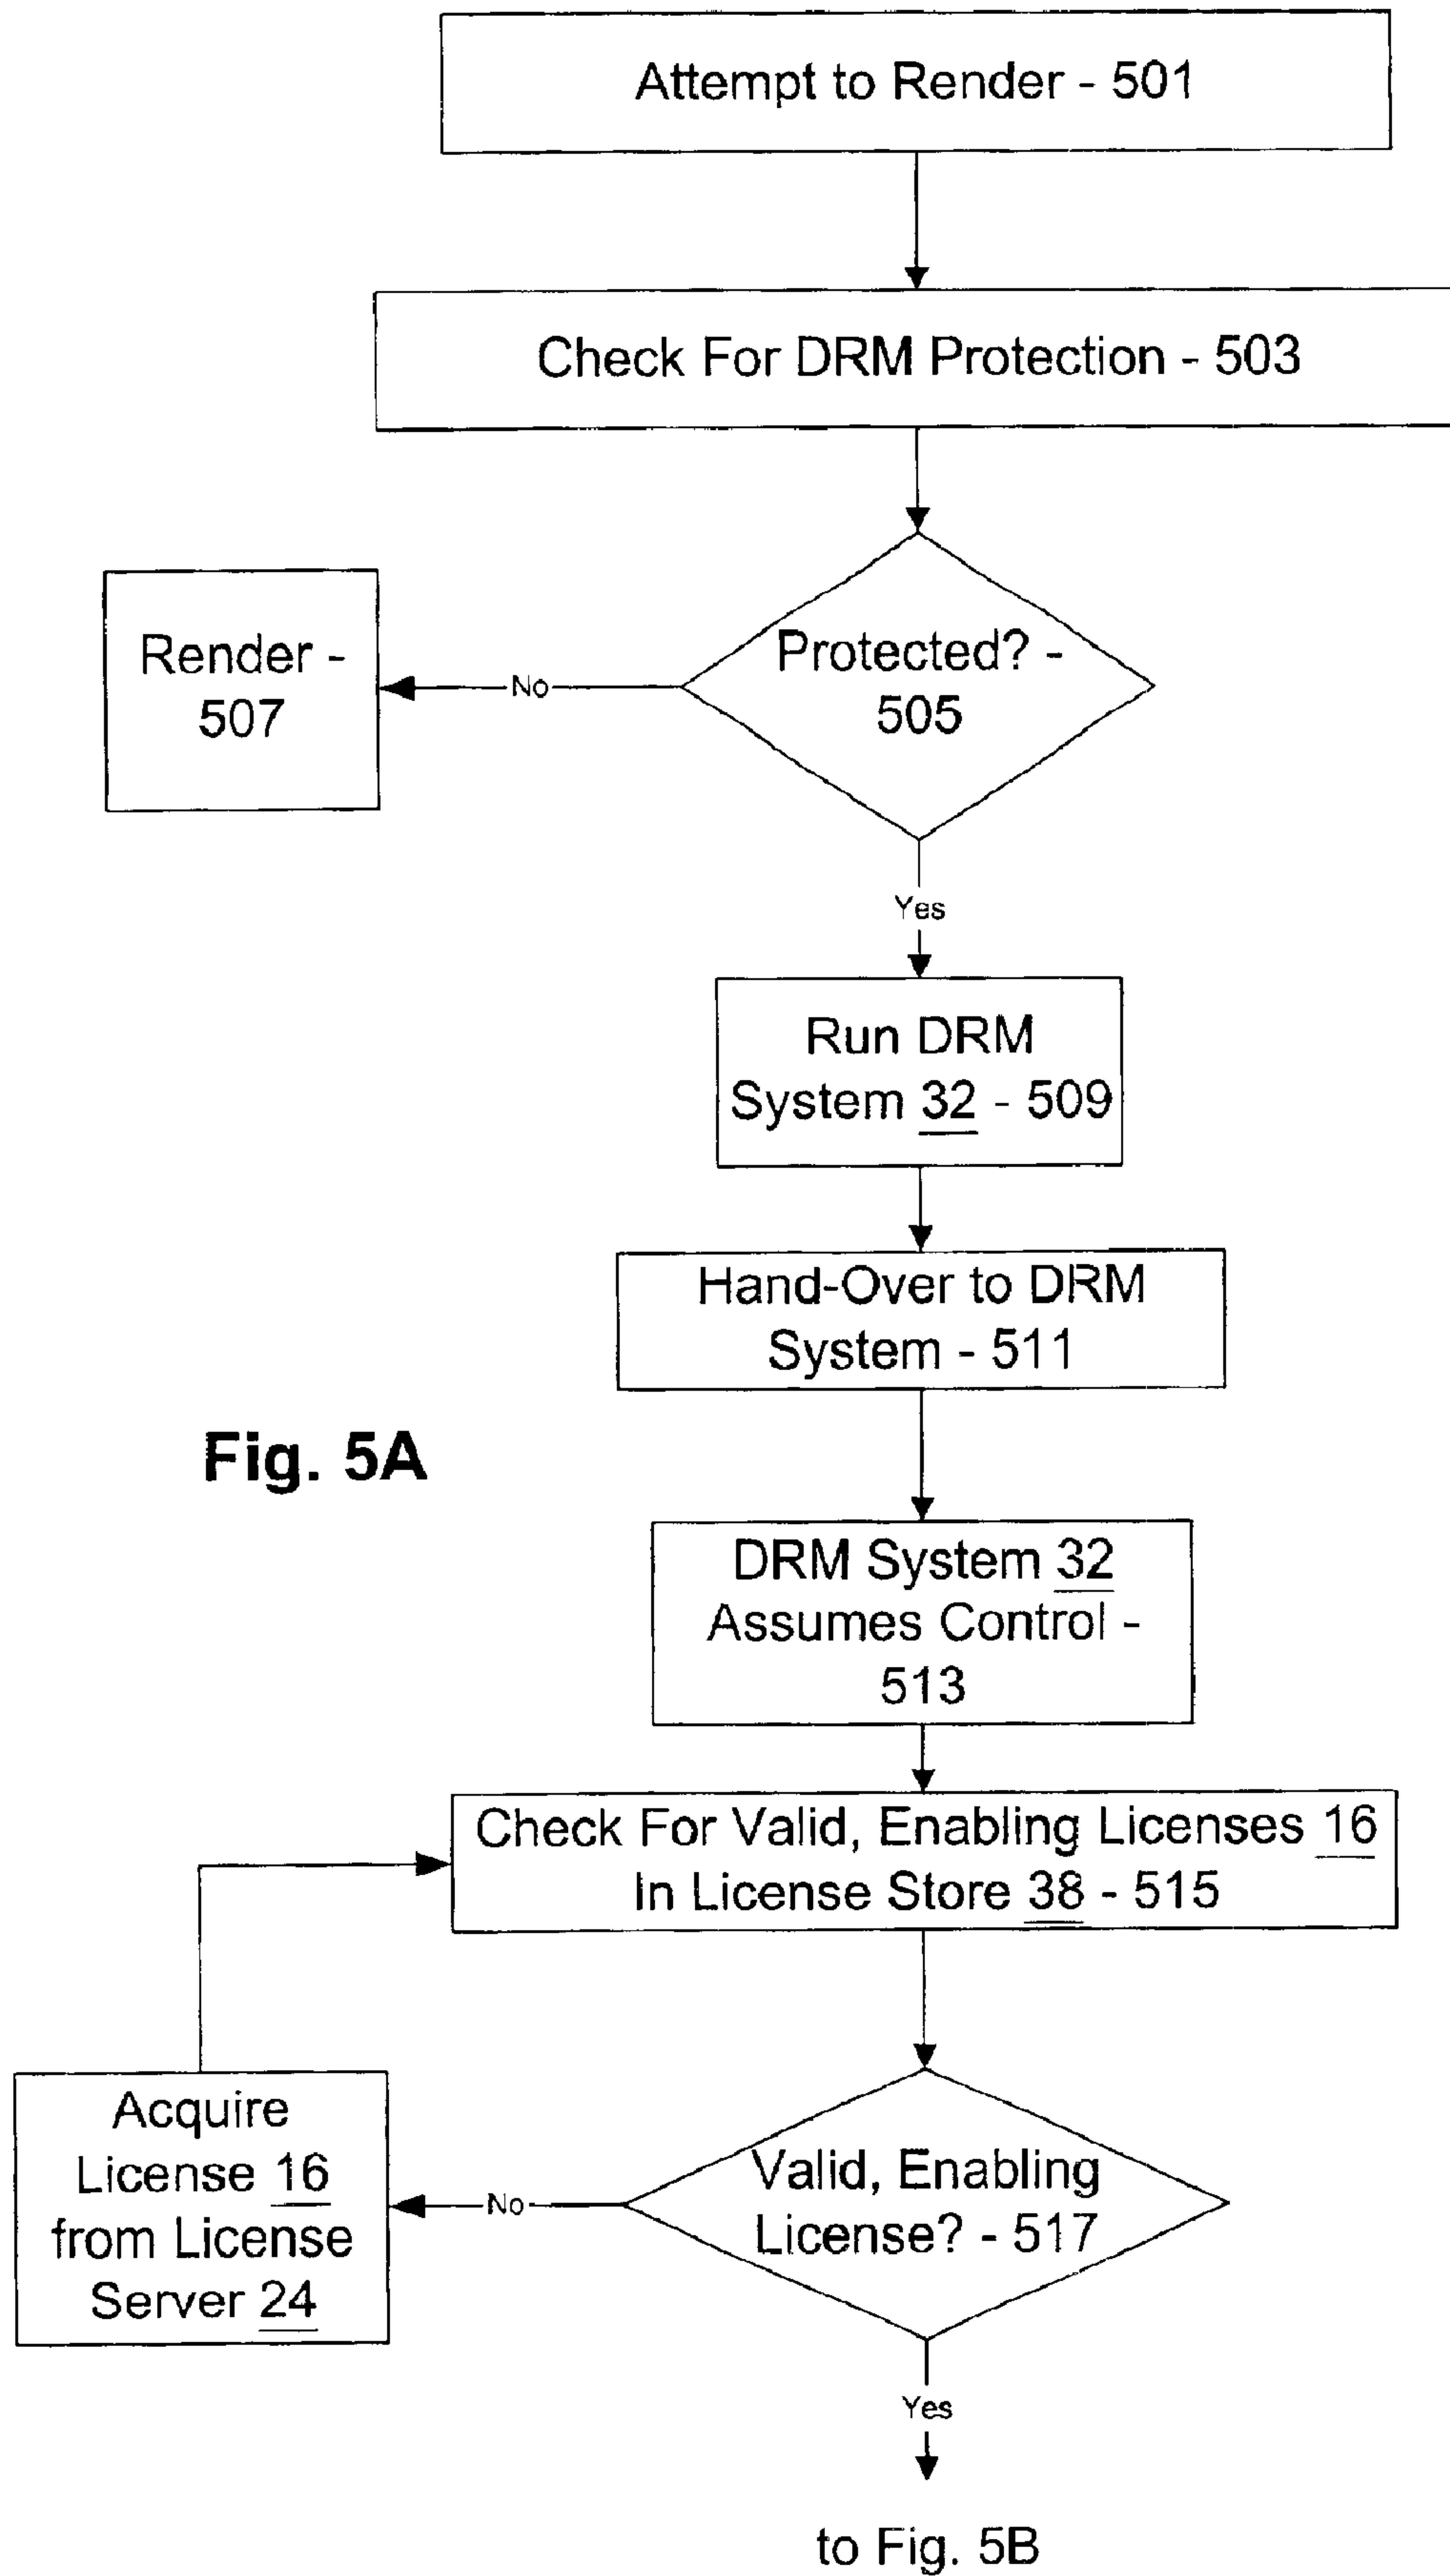 Attempt to Render - 501
Check For DRM Protection - 503
Protected? -
505
No
Render -
507
Yes
Run DRM
System 32 - 509
Hand-Over to DRM
System - 511
Fig. 5A
DRM System 32
Assumes Control -
513
Check For Valid, Enabling Licenses 16
In License Store 38 - 515
Valid, Enabling
License? - 517
No
Acquire
License 16
from License
Server 24
Yes
to Fig. 5B